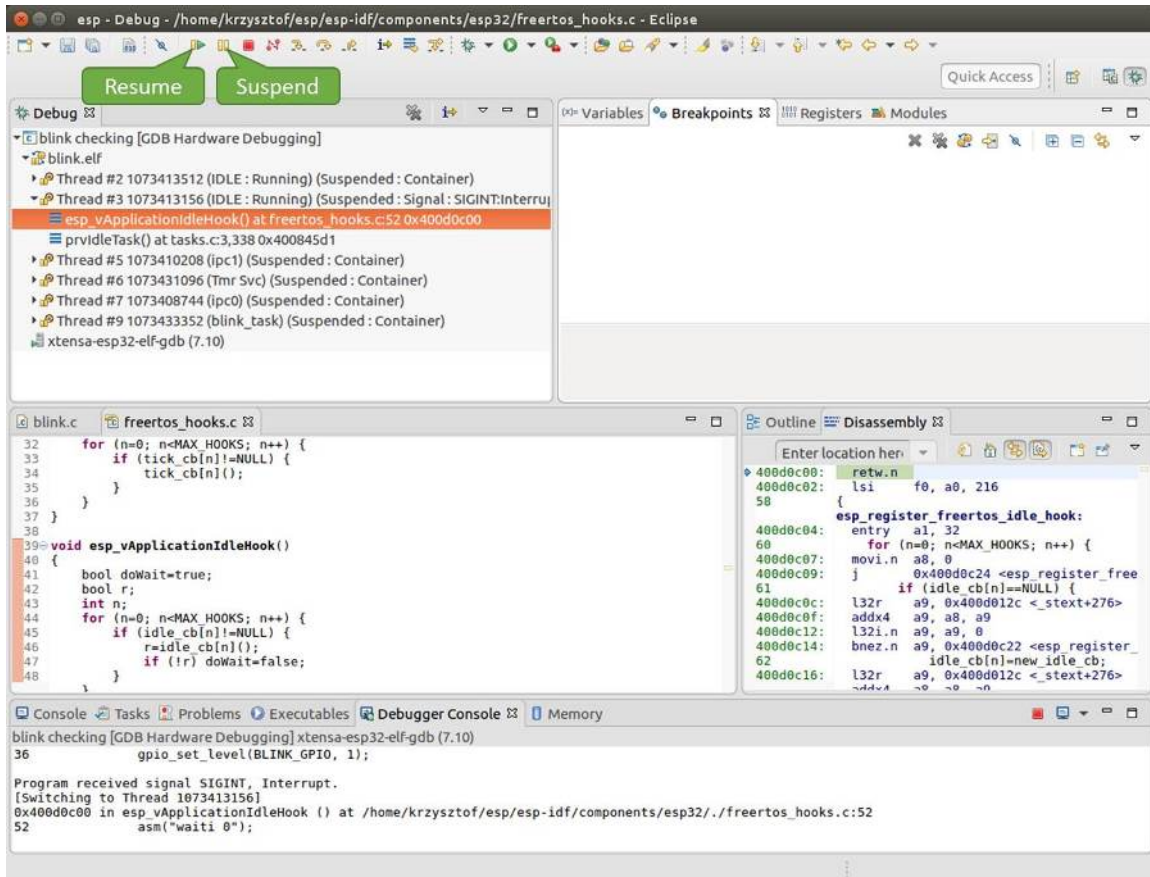 esp - Debug - /home/krzysztof/esp/esp-idf/components/esp32/freertos_hooks.c - Eclipse
Resume
Suspend
Quick Access
Debug
blink checking [GDB Hardware Debugging]
blink.elf
Thread #2 1073413512 (IDLE : Running) (Suspended : Container)
Thread #3 1073413156 (IDLE : Running) (Suspended : Signal : SIGINT:Interrup
esp_vApplicationIdleHook() at freertos_hooks.c:52 0x400d0c00
prvIdleTask() at tasks.c:3,338 0x400845d1
Thread #5 1073410208 (ipc1) (Suspended : Container)
Thread #6 1073431096 (Tmr Svc) (Suspended : Container)
Thread #7 1073408744 (ipc0) (Suspended : Container)
Thread #9 1073433352 (blink_task) (Suspended : Container)
xtensa-esp32-elf-gdb (7.10)
(x)= Variables
Breakpoints
Registers
Modules
blink.c
freertos_hooks.c
32 for (n=0; n<MAX_HOOKS; n++) {
33 if (tick_cb[n]!=NULL) {
34 tick_cb[n]();
35 }
36 }
37 }
38
39 void esp_vApplicationIdleHook()
40 {
41 bool doWait=true;
42 bool r;
43 int n;
44 for (n=0; n<MAX_HOOKS; n++) {
45 if (idle_cb[n]!=NULL) {
46 r=idle_cb[n]();
47 if (!r) doWait=false;
48 }
}
Outline
Disassembly
Enter location her
400d0c00: retw.n
400d0c02: lsi f0, a0, 216
58 {
esp_register_freertos_idle_hook:
400d0c04: entry a1, 32
60 for (n=0; n<MAX_HOOKS; n++) {
400d0c07: movi.n a8, 0
400d0c09: j 0x400d0c24 <esp_register_free
61 if (idle_cb[n]==NULL) {
400d0c0c: l32r a9, 0x400d012c <_stext+276>
400d0c0f: addx4 a9, a8, a9
400d0c12: l32i.n a9, a9, 0
400d0c14: bnez.n a9, 0x400d0c22 <esp_register_
62 idle_cb[n]=new_idle_cb;
400d0c16: l32r a9, 0x400d012c <_stext+276>
addx4 a8, a8, a9
Console
Tasks
Problems
Executables
Debugger Console
Memory
blink checking [GDB Hardware Debugging] xtensa-esp32-elf-gdb (7.10)
36 gpio_set_level(BLINK_GPIO, 1);
Program received signal SIGINT, Interrupt.
[Switching to Thread 1073413156]
0x400d0c00 in esp_vApplicationIdleHook () at /home/krzysztof/esp/esp-idf/components/esp32/./freertos_hooks.c:52
52 asm("waiti 0");